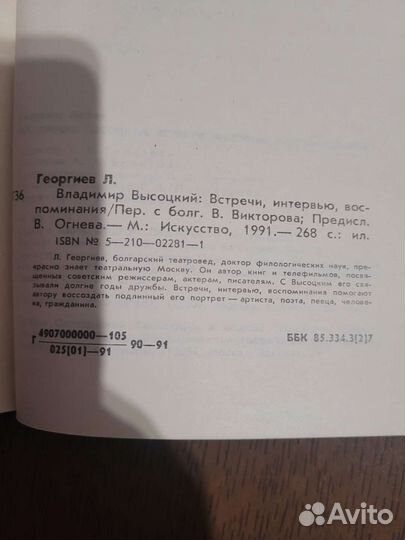 Георгиев Л.
Г36
Владимир Высоцкий: Встречи, интервью, вос-
поминания/Пер. с болг. В. Викторова; Предисл.
В. Огнева.— М.: Искусство, 1991.— 268 с.: ил.
ISBN № 5—210—02281—1
Л. Георгиев, болгарский театровед, доктор филологических наук, пре-
красно знает театральную Москву. Он автор книг и телефильмов, посвя-
щенных советским режиссерам, актерам, писателям. С Высоцким его свя-
зывали долгие годы дружбы. Встречи, интервью, воспоминания помогают
автору воссоздать подлинный его портрет—артиста, поэта, певца, челове-
ка, гражданина.
Г 4907000000—105
025[01]—91
90—91
ББК 85.334.3[2]7
Avito